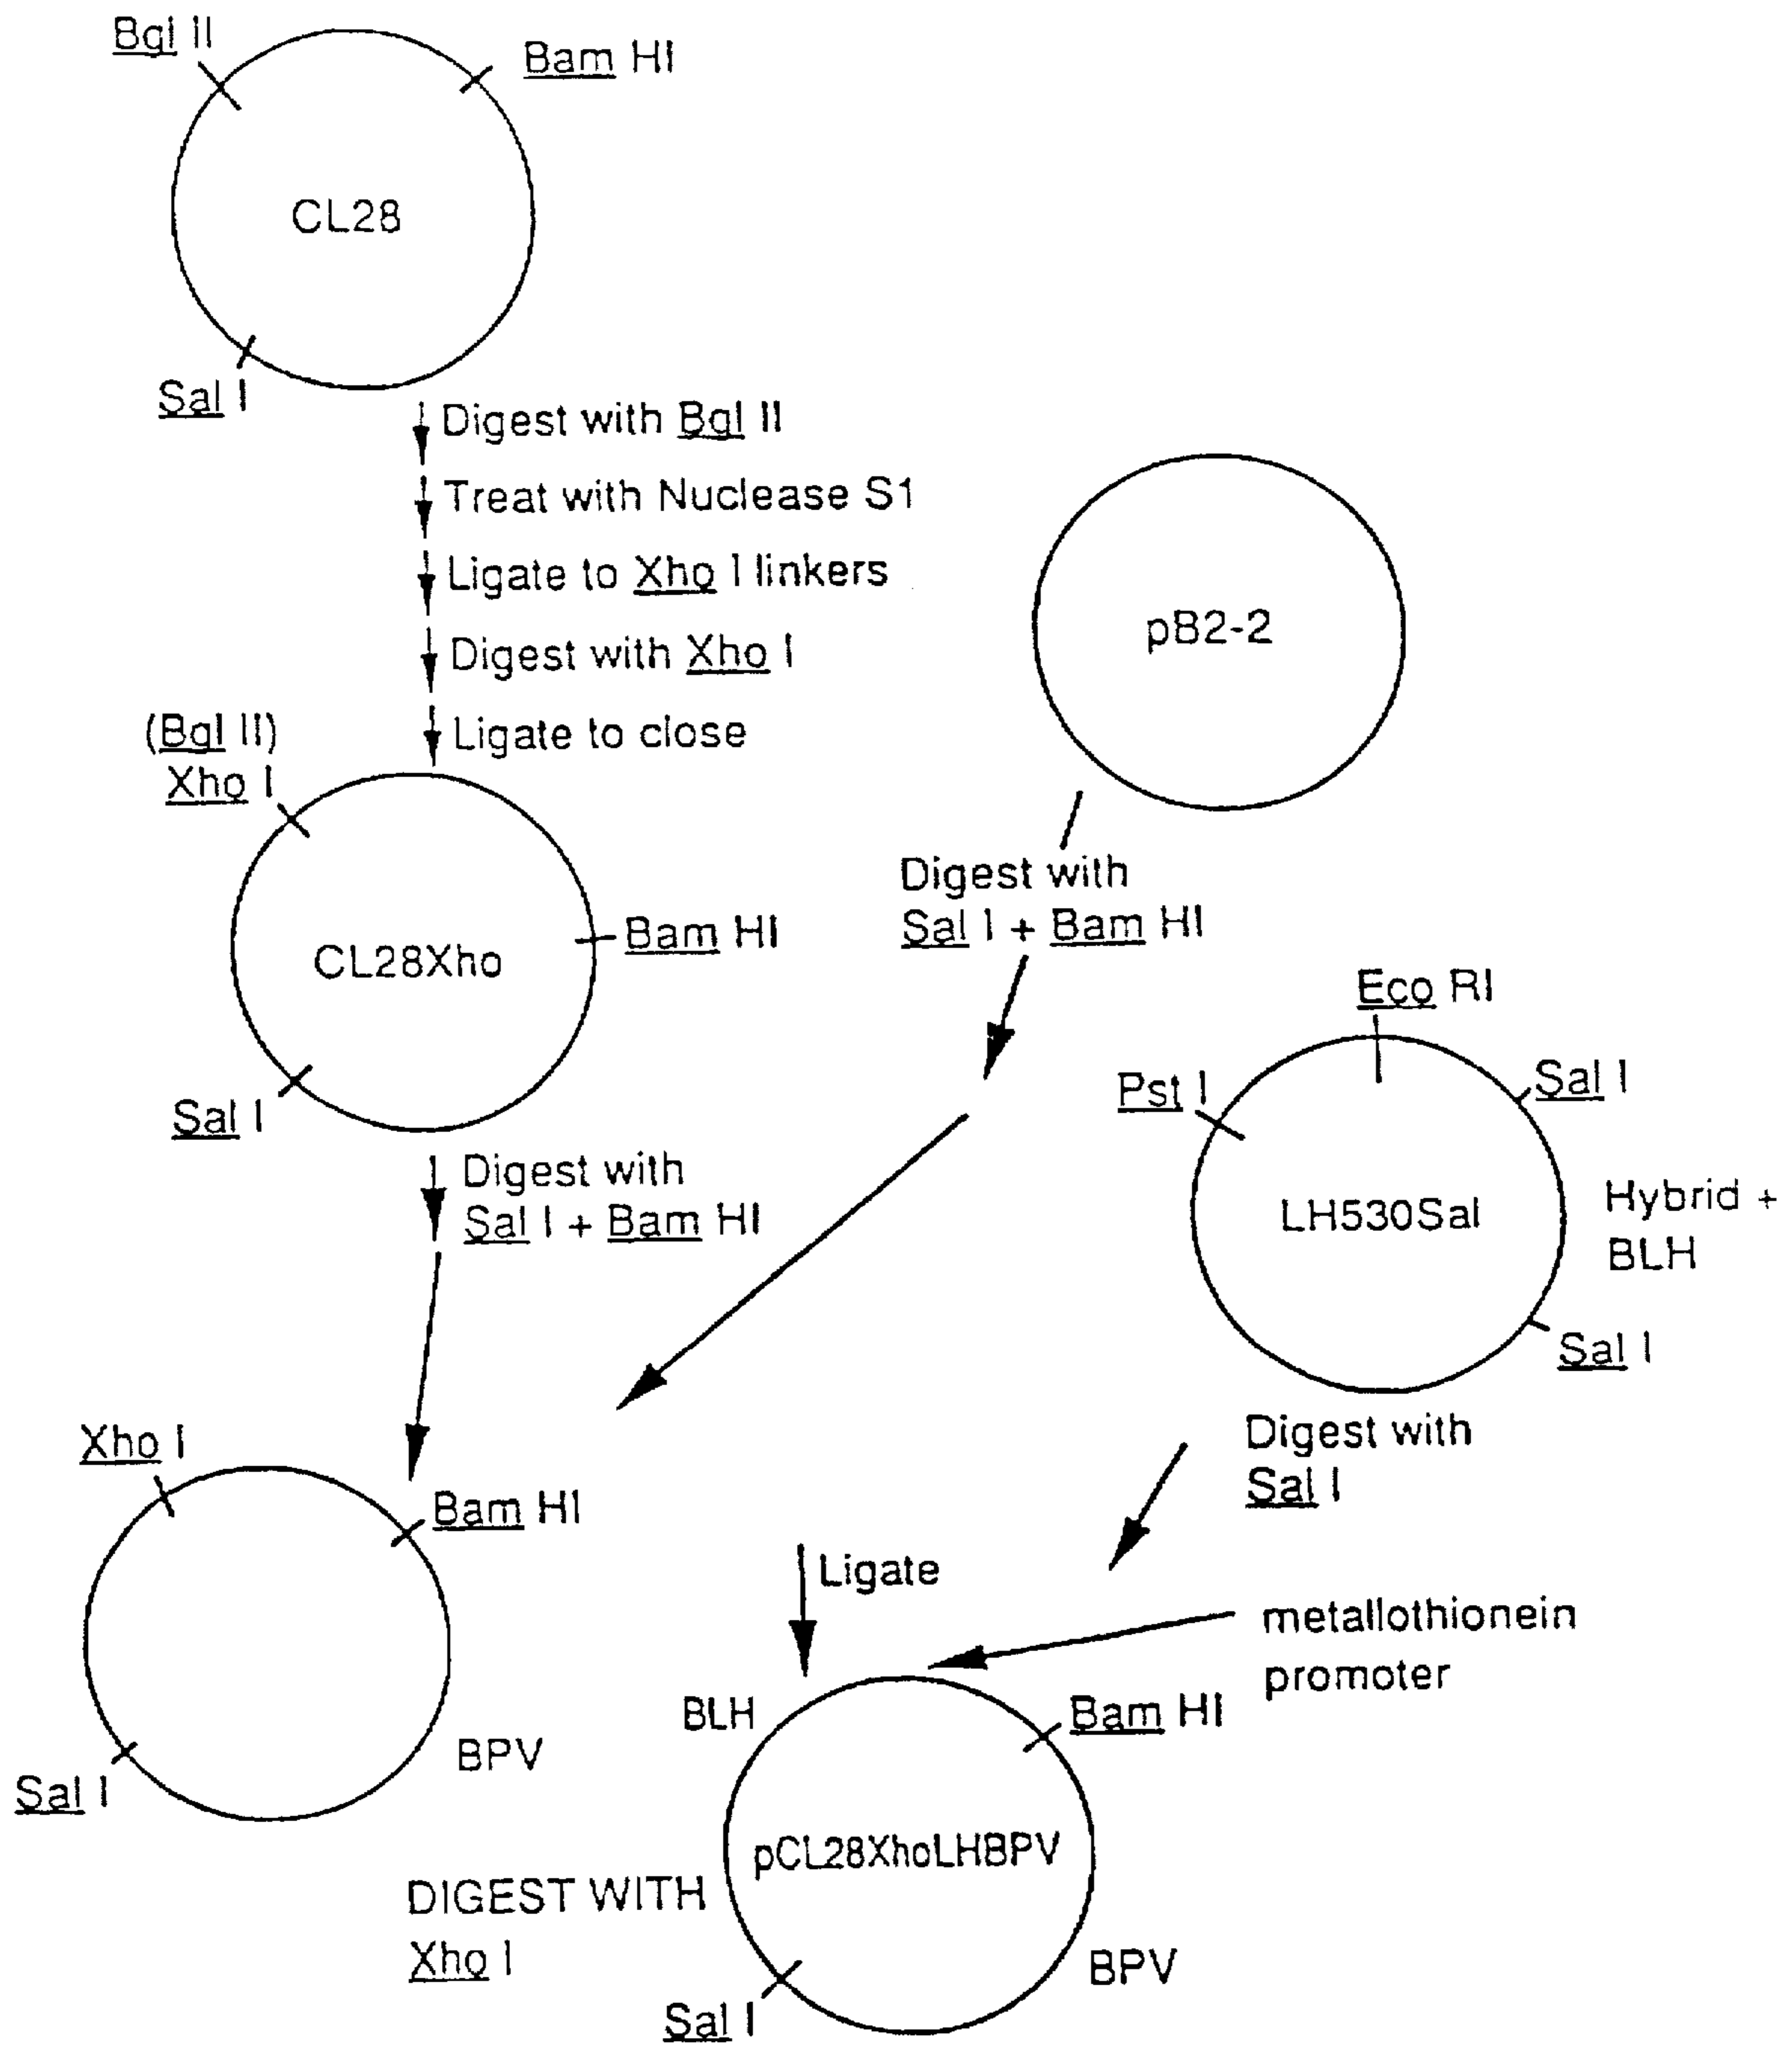 Bgl II
Bam HI
CL28
Sal I
Digest with Bgl II
Treat with Nuclease S1
Ligate to Xho I linkers
Digest with Xho I
Ligate to close
pB2-2
(Bgl II)
Xho I
Bam HI
CL28Xho
Sal I
Digest with
Sal I + Bam HI
Digest with
Sal I + Bam HI
Eco RI
Pst I
Sal I
LH530Sal
Hybrid +
BLH
Sal I
Digest with
Sal I
Xho I
Bam HI
BPV
Sal I
Ligate
metallothionein
promoter
BLH
Bam HI
pCL28XhoLHBPV
DIGEST WITH
Xho I
BPV
Sal I